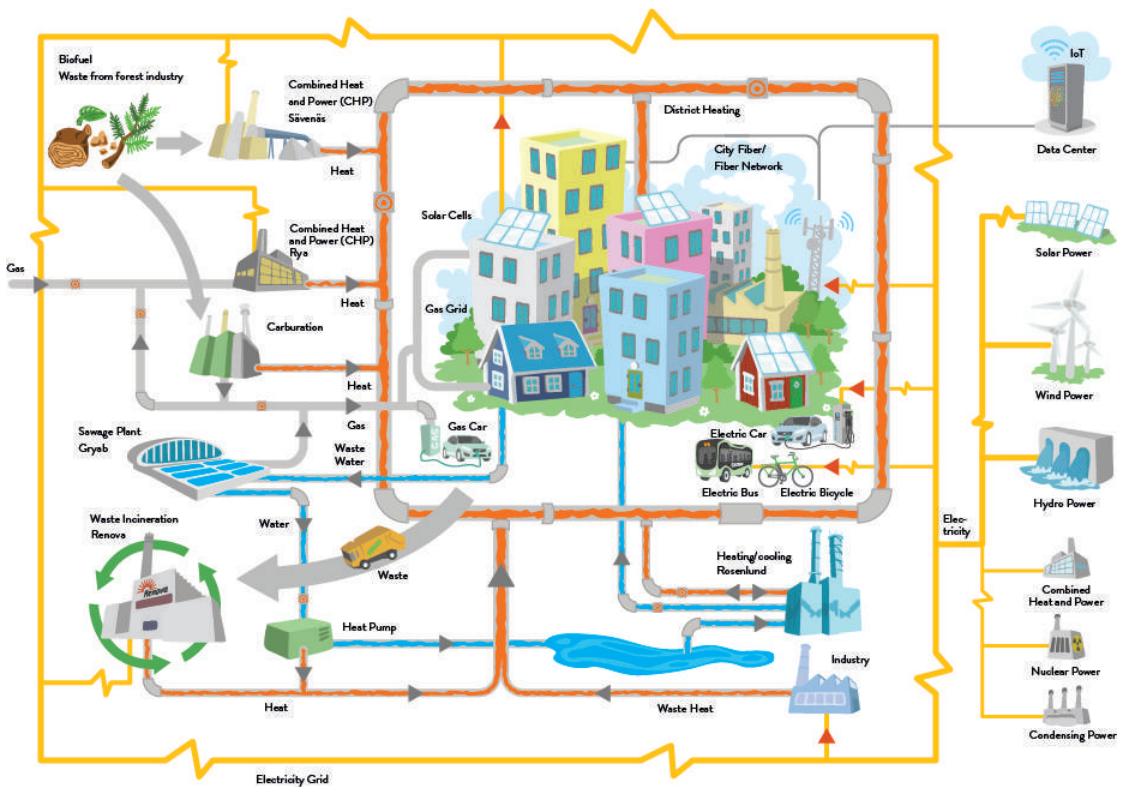 Biofuel
Waste from forest industry
Combined Heat
and Power (CHP)
Sävenäs
Heat
District Heating
City Fiber/
Fiber Network
IoT
Data Center
Solar Cells
Combined Heat
and Power (CHP)
Rya
Heat
Gas
Solar Power
Gas Grid
Carburation
Heat
Gas
Wind Power
Sawage Plant
Gryab
Waste
Water
GAS
Gas Car
Electric Car
Electric Bus
Electric Bicycle
Hydro Power
Water
Waste Incineration
Renova
Renova
Waste
Elec-
tricity
Heating/cooling
Rosenlund
Combined
Heat and Power
Heat Pump
Industry
Nuclear Power
Heat
Waste Heat
Condensing Power
Electricity Grid